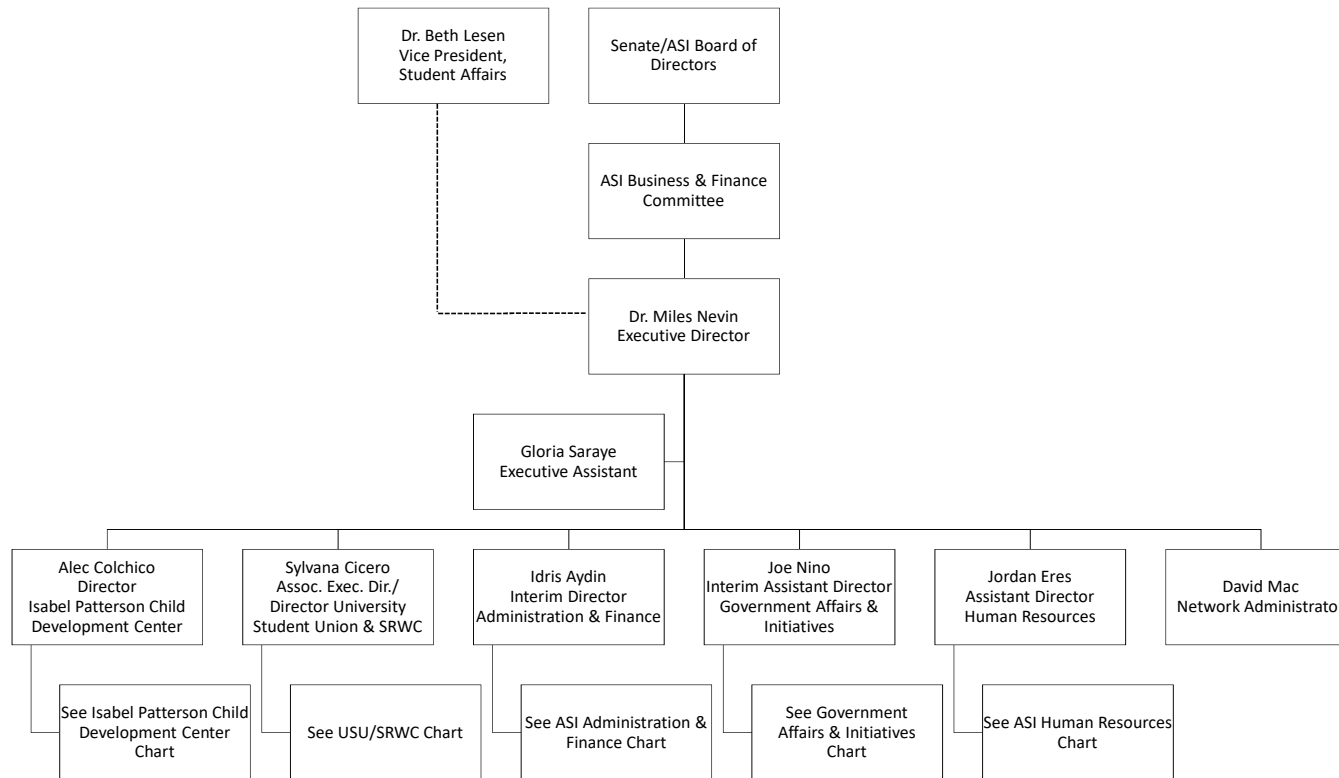 Dr. Beth Lesen
Vice President,
Student Affairs
Senate/ASI Board of
Directors
ASI Business & Finance
Committee
Dr. Miles Nevin
Executive Director
Gloria Saraye
Executive Assistant
Alec Colchico
Director
Isabel Patterson Child
Development Center
Sylvana Cicero
Assoc. Exec. Dir./
Director University
Student Union & SRWC
Idris Aydin
Interim Director
Administration & Finance
Joe Nino
Interim Assistant Director
Government Affairs &
Initiatives
Jordan Eres
Assistant Director
Human Resources
David Mac
Network Administrato
See Isabel Patterson Child
Development Center
Chart
See USU/SRWC Chart
See ASI Administration &
Finance Chart
See Government
Affairs & Initiatives
Chart
See ASI Human Resources
Chart